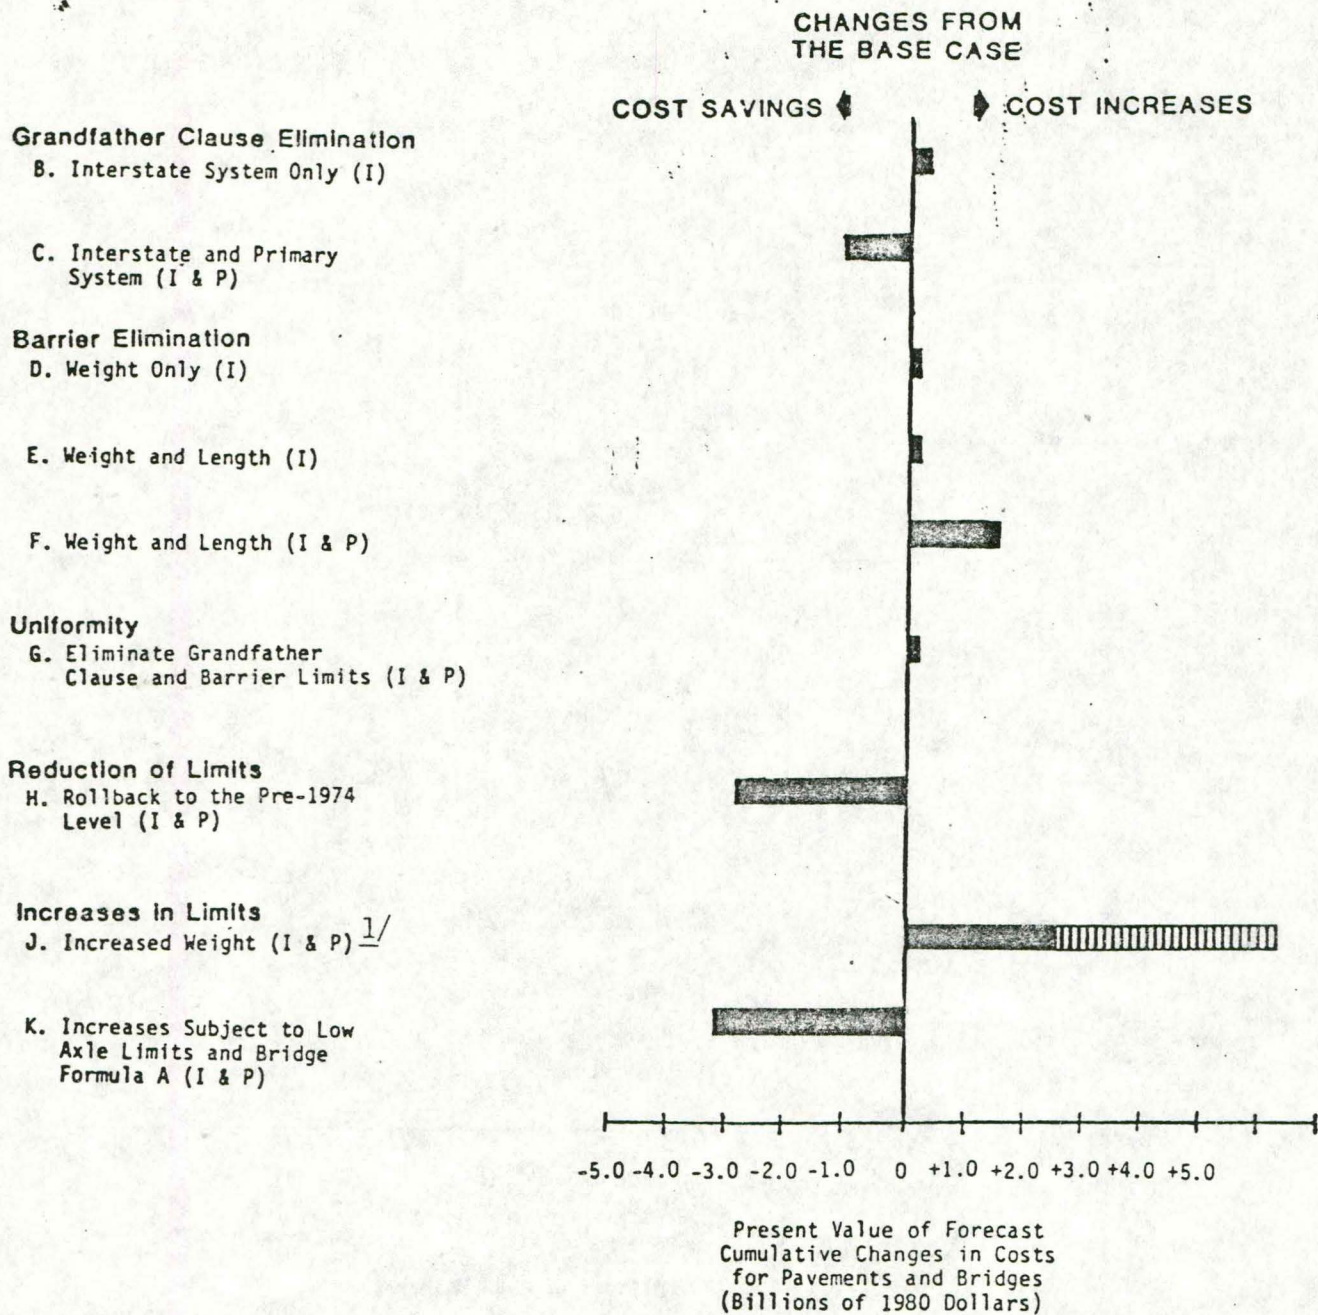 CHANGES FROM
THE BASE CASE
COST SAVINGS
COST INCREASES
Grandfather Clause Elimination
B. Interstate System Only (I)
C. Interstate and Primary
System (I & P)
Barrier Elimination
D. Weight Only (I)
E. Weight and Length (I)
F. Weight and Length (I & P)
Uniformity
G. Eliminate Grandfather
Clause and Barrier Limits (I & P)
Reduction of Limits
H. Rollback to the Pre-1974
Level (I & P)
Increases in Limits
J. Increased Weight (I & P) 1/
K. Increases Subject to Low
Axle Limits and Bridge
Formula A (I & P)
-5.0 -4.0 -3.0 -2.0 -1.0 0 +1.0 +2.0 +3.0 +4.0 +5.0
Present Value of Forecast
Cumulative Changes in Costs
for Pavements and Bridges
(Billions of 1980 Dollars)